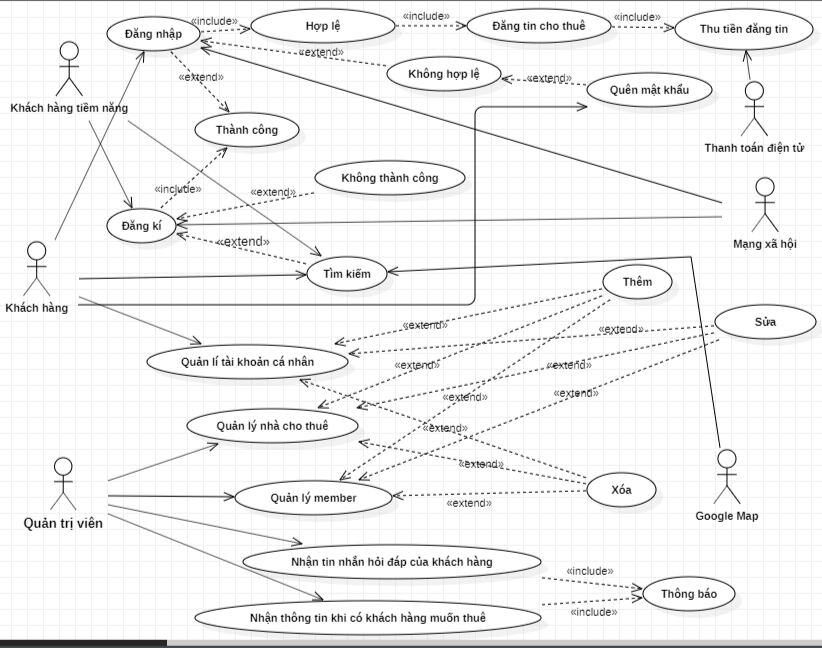 Đăng nhập
«include»
Hợp lệ
«include»
Đăng tin cho thuê
«include»
Thu tiền đăng tin
«extend»
Không hợp lệ
«extend»
Quên mật khẩu
«extend»
Khách hàng tiềm năng
Thành công
Thanh toán điện tử
Không thành công
«include»
«extend»
Đăng kí
Mạng xã hội
«extend»
Tìm kiếm
Khách hàng
Thêm
Sửa
«extend»
«extend»
Quản lí tài khoản cá nhân
«extend»
«extend»
«extend»
«extend»
Quản lý nhà cho thuê
«extend»
«extend»
Quản lý member
«extend»
Xóa
Quản trị viên
Google Map
Nhận tin nhắn hỏi đáp của khách hàng
«include»
Thông báo
«include»
Nhận thông tin khi có khách hàng muốn thuê